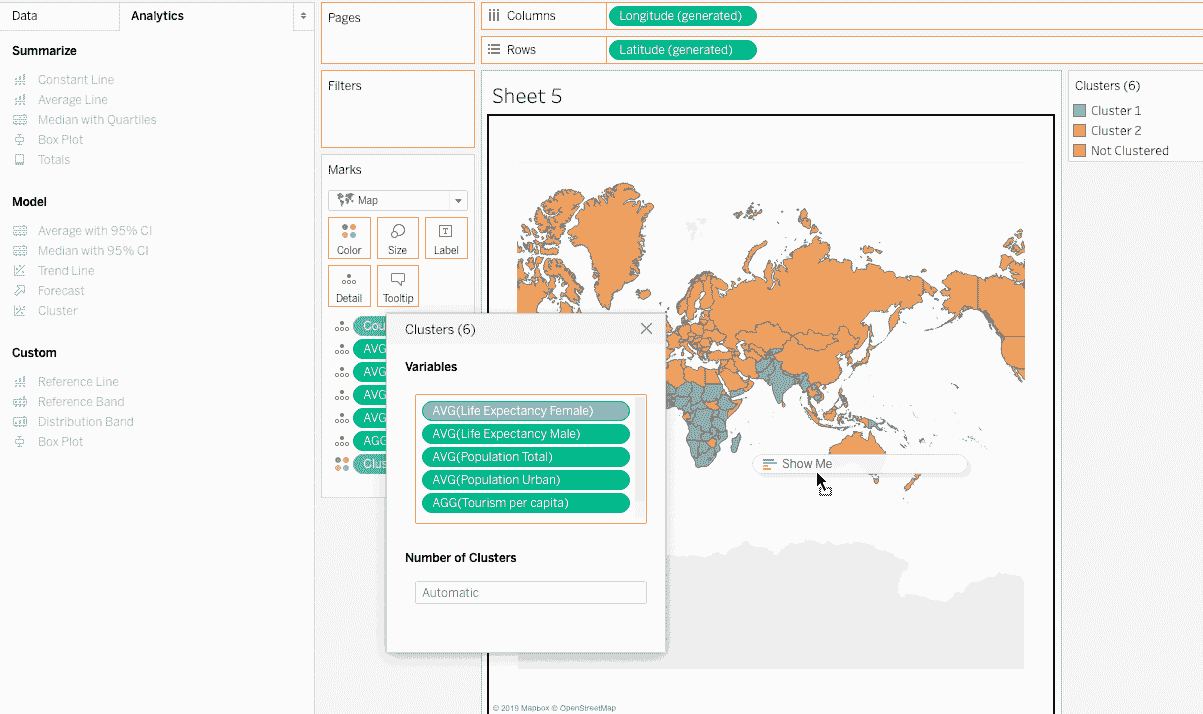 Data
Analytics
Summarize
Constant Line
Average Line
Median with Quartiles
Box Plot
Totals
Model
Average with 95% CI
Median with 95% CI
Trend Line
Forecast
Cluster
Custom
Reference Line
Reference Band
Distribution Band
Box Plot
Pages
Filters
Marks
Map
Color
Size
Label
Detail
Tooltip
AVG
AVG
AVG
AVG
AGG
Columns
Longitude (generated)
Rows
Latitude (generated)
Sheet 5
Clusters (6)
Variables
AVG(Life Expectancy Female)
AVG(Life Expectancy Male)
AVG(Population Total)
AVG(Population Urban)
AGG(Tourism per capita)
Number of Clusters
Automatic
Show Me
© 2019 Mapbox © OpenStreetMap
Clusters (6)
Cluster 1
Cluster 2
Not Clustered